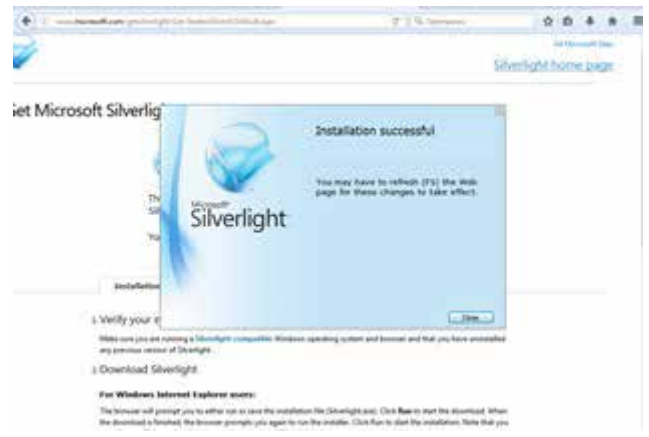 Silverlight home page
Get Microsoft Silverlig
Installation successful
You may have to refresh (F5) the Web
page for these changes to take effect.
Microsoft®
Silverlight
Th
Yo
Installation
Close
Verify your
Make sure you are running a Silverlight compatible Windows operating system and browser and that you have uninstalled
any previous version of Silverlight.
Download Silverlight
For Windows Internet Explorer users:
The browser will prompt you to either run or save the installation file (Silverlight.exe). Click Run to start the download. When
the download is finished, the browser prompts you again to run the installer. Click Run to start the installation. Note that you